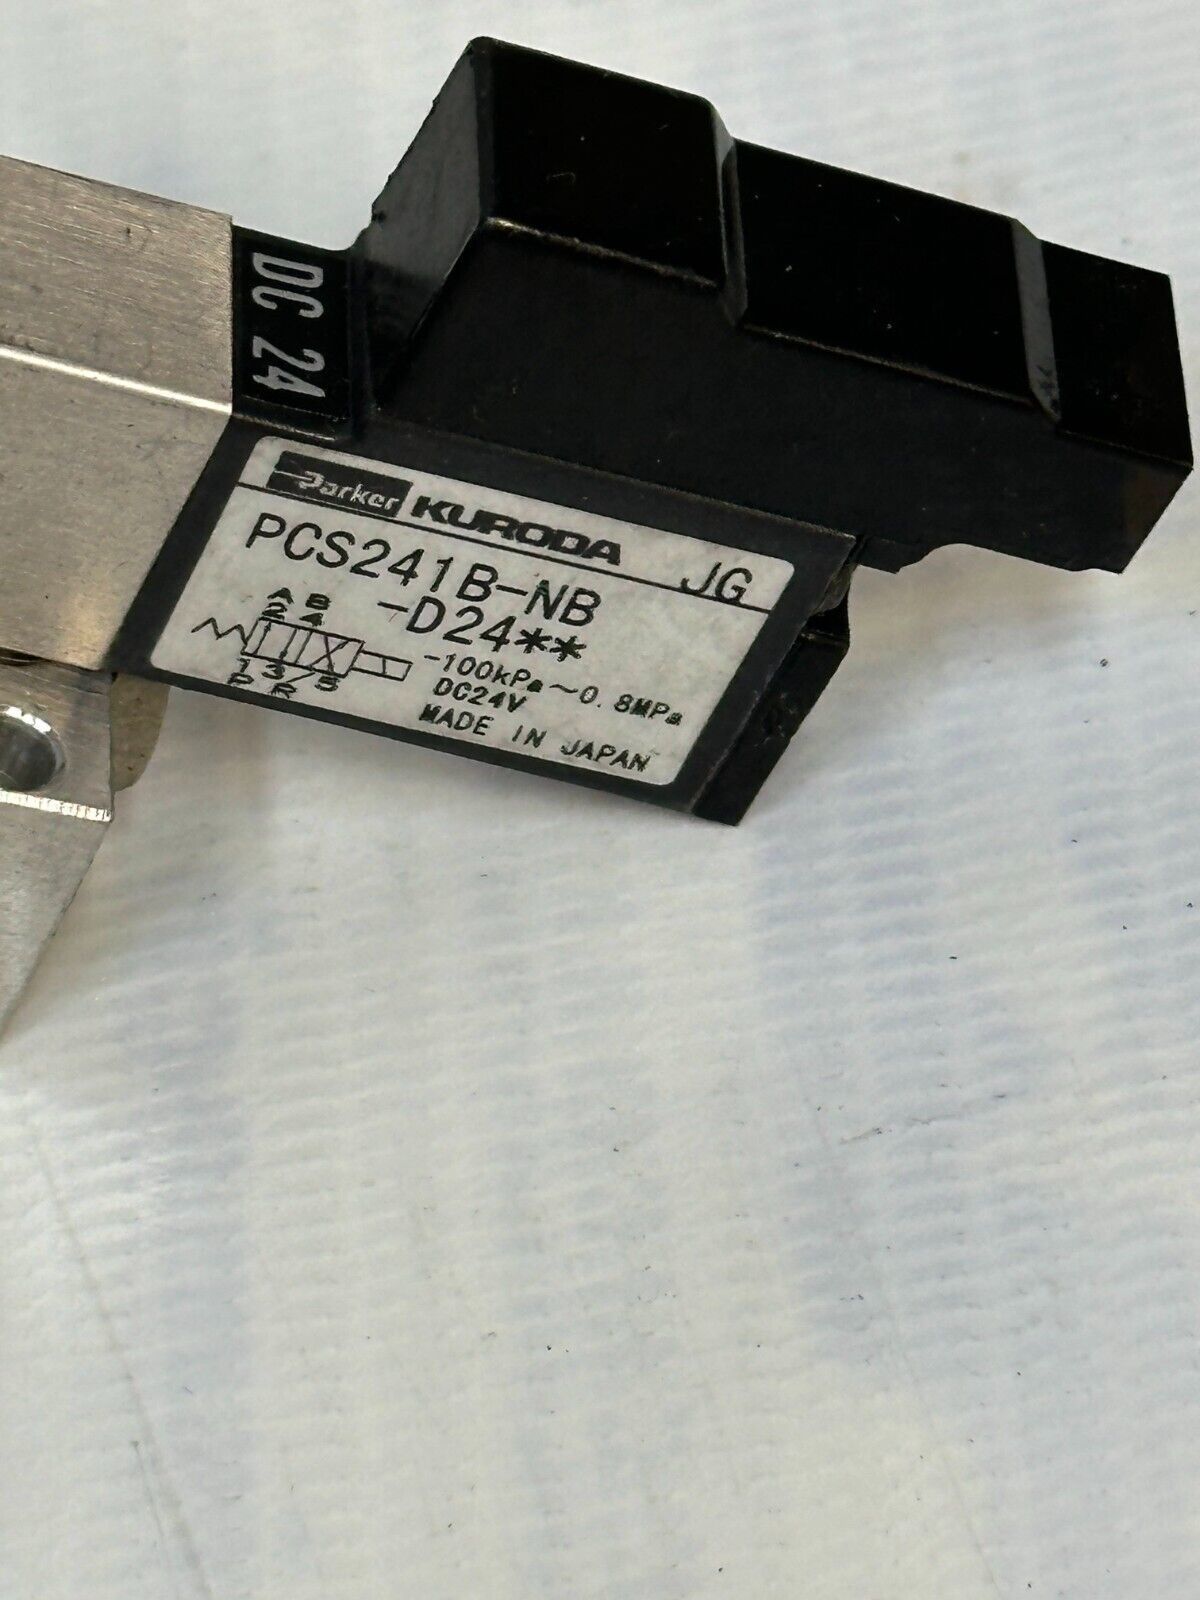 DC 24
Parker KURODA JG
PCS241B-NB
-D24**
A B
2 4
1 3/5
P R
-100kPa~0.8MPa
DC24V
MADE IN JAPAN